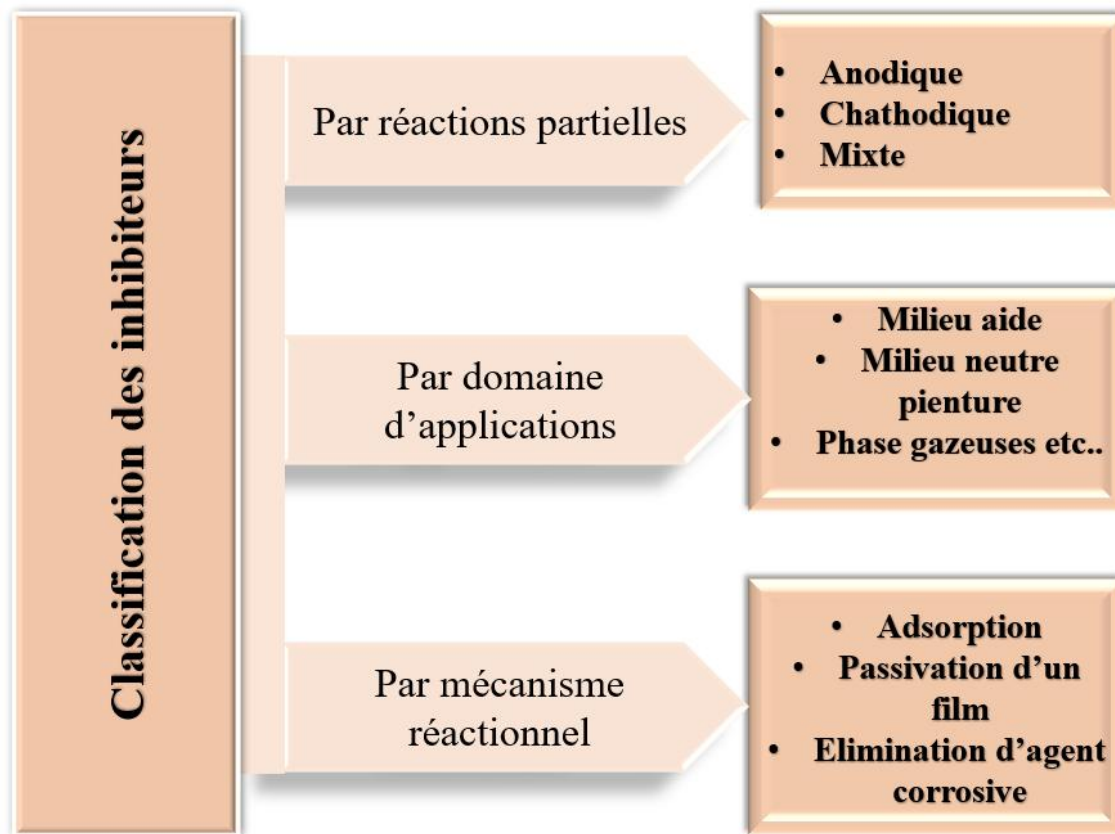 Classification des inhibiteurs
Par réactions partielles
• Anodique
• Chathodique
• Mixte
Par domaine
d’applications
• Milieu aide
• Milieu neutre
pienture
• Phase gazeuses etc..
Par mécanisme
réactionnel
• Adsorption
• Passivation d’un
film
• Elimination d’agent
corrosive